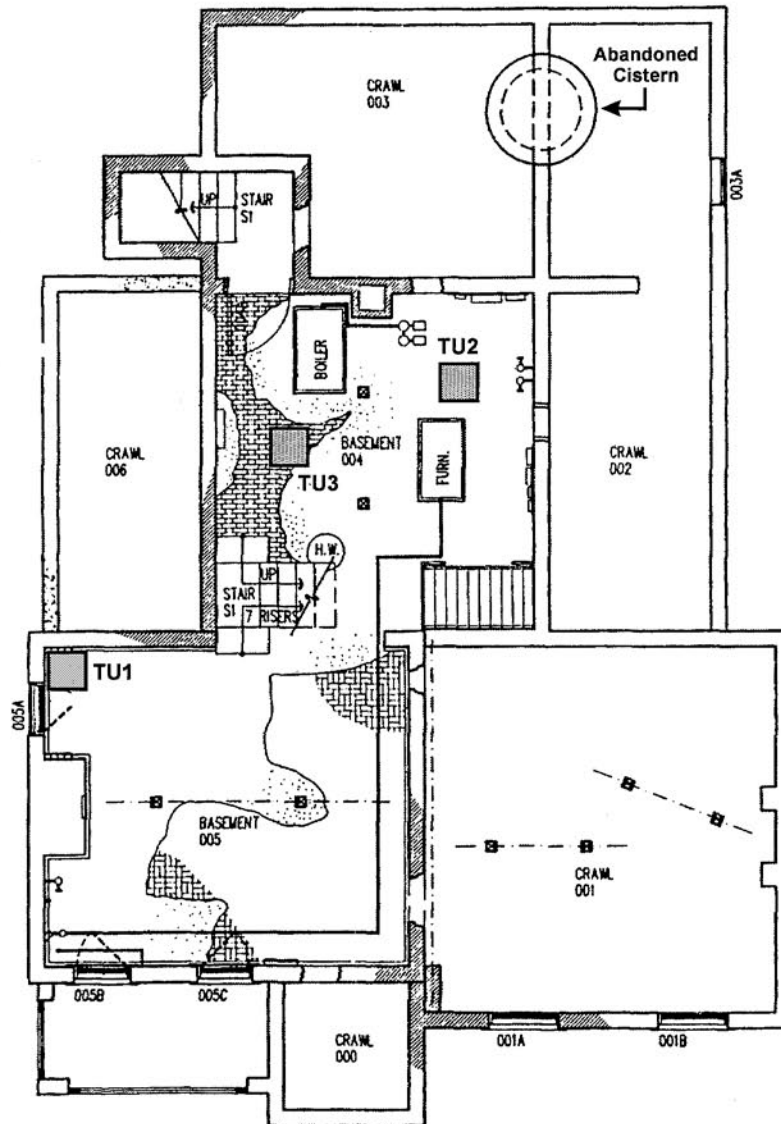 Abandoned
Cistern
CRAWL
003
003A
UP
STAIR
S1
BOILER
TU2
CRAWL
006
TU3
BASEMENT
004
FURN.
CRAWL
002
H.W.
UP
STAIR
S1
7 RISERS
TU1
005A
BASEMENT
005
CRAWL
001
005B
005C
CRAWL
000
001A
001B